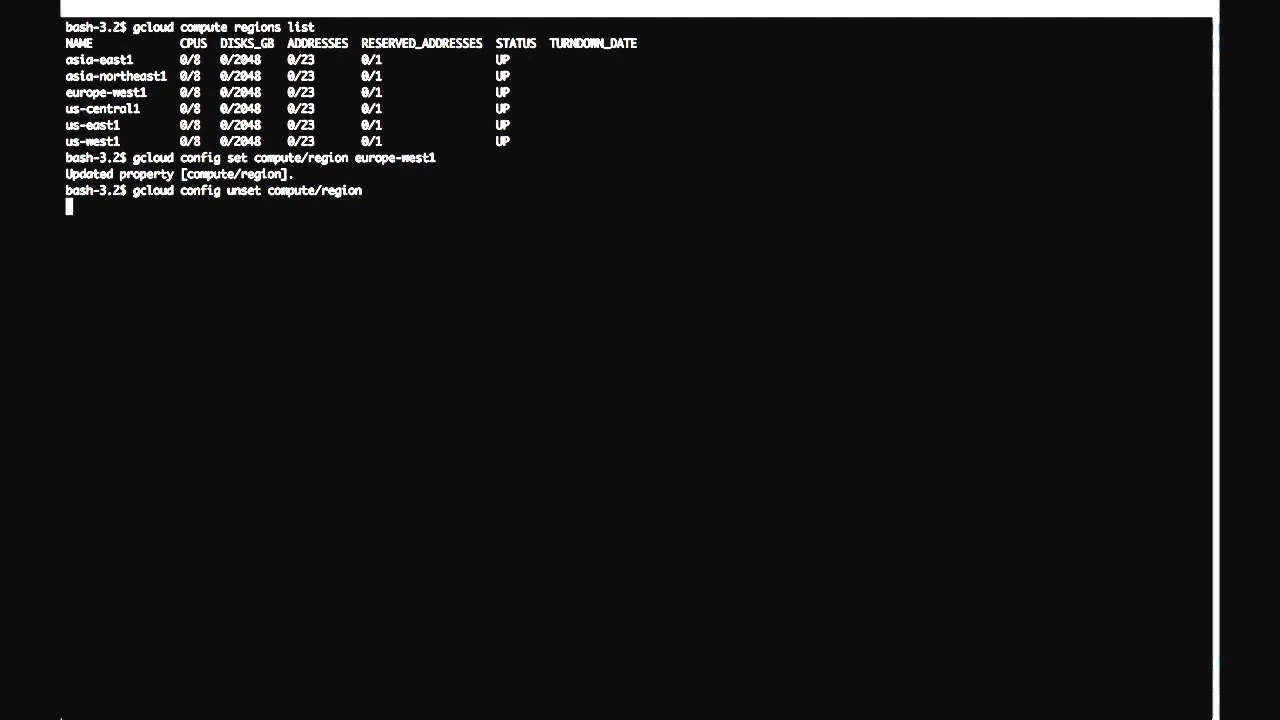 bash-3.2$ gcloud compute regions list
NAME CPUS DISKS_GB ADDRESSES RESERVED_ADDRESSES STATUS TURNDOWN_DATE
asia-east1 0/8 0/2048 0/23 0/1 UP
asia-northeast1 0/8 0/2048 0/23 0/1 UP
europe-west1 0/8 0/2048 0/23 0/1 UP
us-central1 0/8 0/2048 0/23 0/1 UP
us-east1 0/8 0/2048 0/23 0/1 UP
us-west1 0/8 0/2048 0/23 0/1 UP
bash-3.2$ gcloud config set compute/region europe-west1
Updated property [compute/region].
bash-3.2$ gcloud config unset compute/region